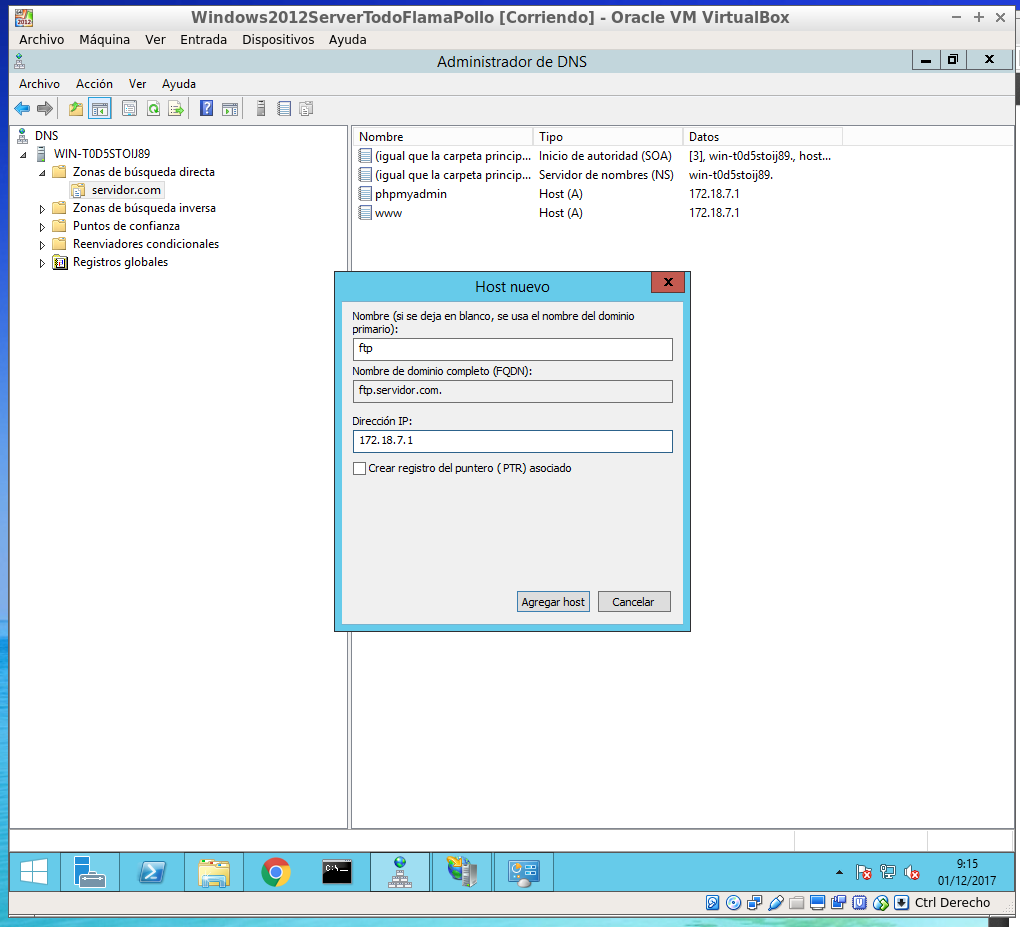 Windows2012ServerTodoFlamaPollo [Corriendo] - Oracle VM VirtualBox
Archivo Máquina Ver Entrada Dispositivos Ayuda
Administrador de DNS
Archivo Acción Ver Ayuda
DNS
WIN-T0D5STOIJ89
Zonas de búsqueda directa
servidor.com
Zonas de búsqueda inversa
Puntos de confianza
Reenviadores condicionales
Registros globales
Nombre Tipo Datos
(igual que la carpeta princip... Inicio de autoridad (SOA) [3], win-t0d5stoij89., host...
(igual que la carpeta princip... Servidor de nombres (NS) win-t0d5stoij89.
phpmyadmin Host (A) 172.18.7.1
www Host (A) 172.18.7.1
Host nuevo
Nombre (si se deja en blanco, se usa el nombre del dominio
primario):
ftp
Nombre de dominio completo (FQDN):
ftp.servidor.com.
Dirección IP:
172.18.7.1
Crear registro del puntero (PTR) asociado
Agregar host Cancelar
9:15
01/12/2017
Ctrl Derecho